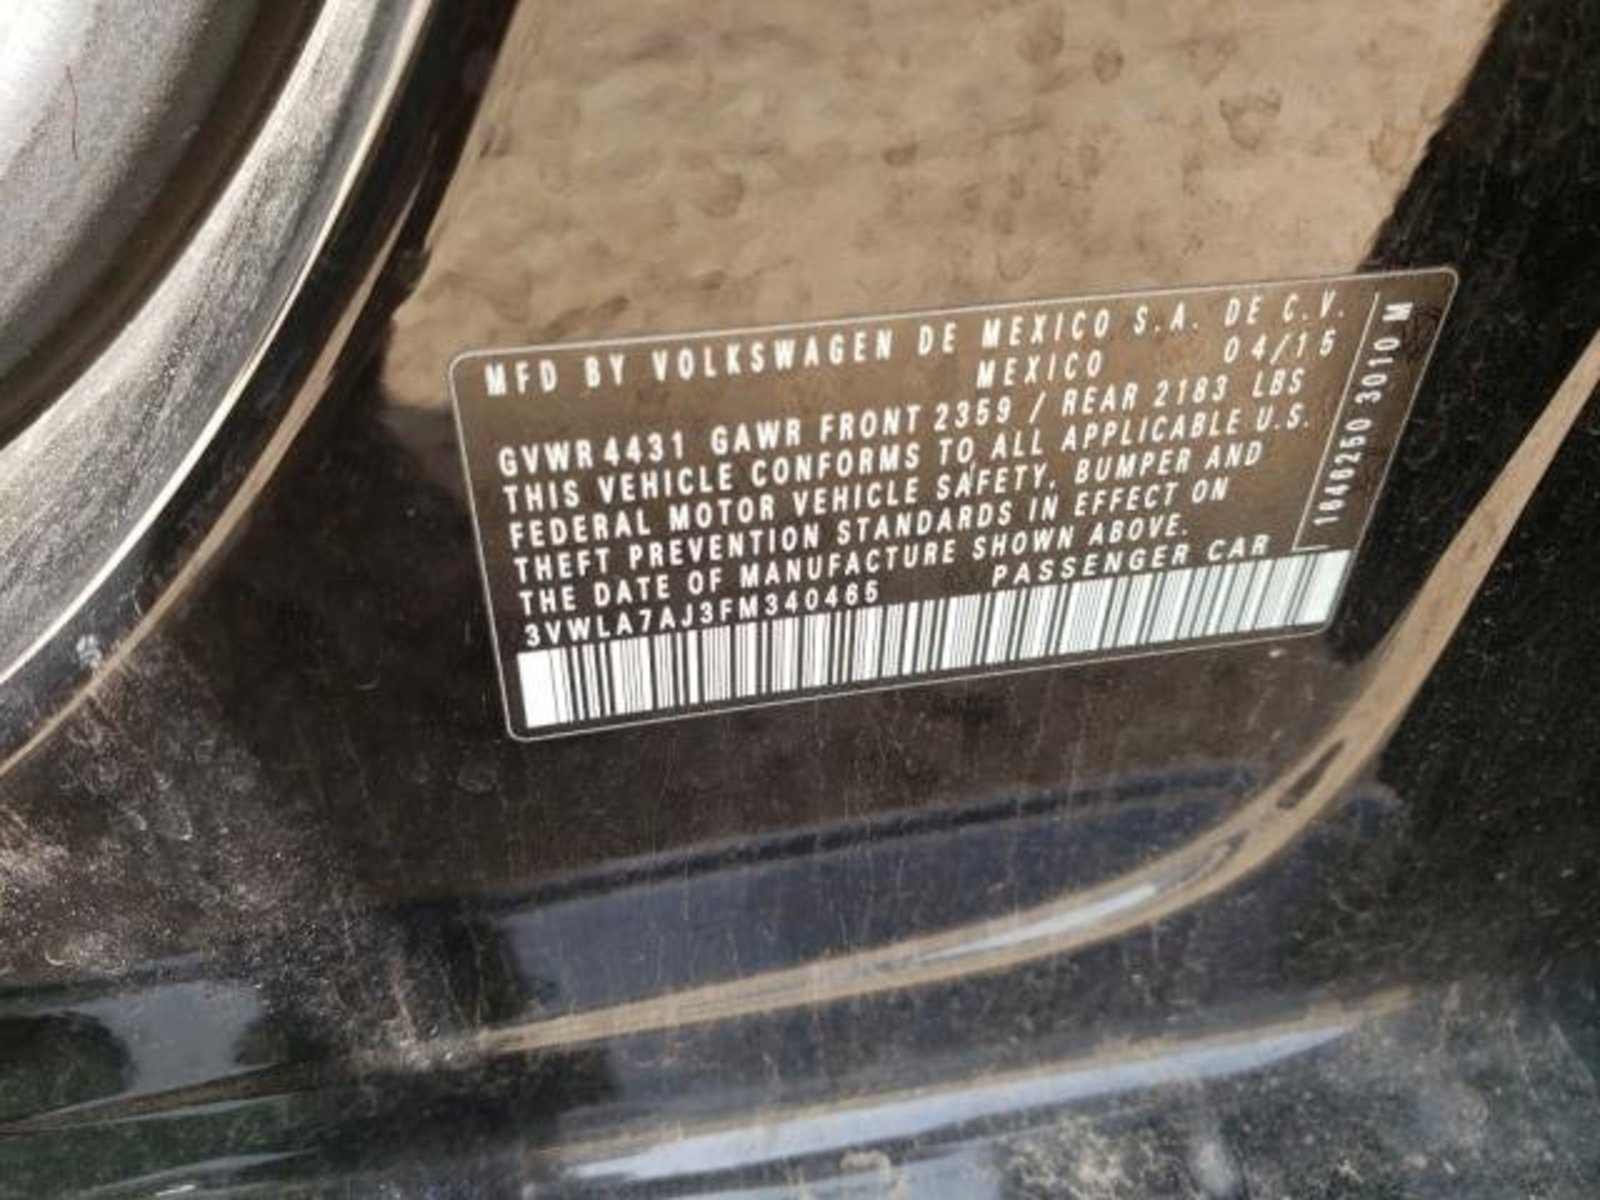 MFD BY VOLKSWAGEN DE MEXICO S.A. DE C.V.
MEXICO 04/15
GVWR 4431 GAWR FRONT 2359 / REAR 2183 LBS
THIS VEHICLE CONFORMS TO ALL APPLICABLE U.S.
FEDERAL MOTOR VEHICLE SAFETY, BUMPER AND
THEFT PREVENTION STANDARDS IN EFFECT ON
THE DATE OF MANUFACTURE SHOWN ABOVE.
3VWLA7AJ3FM340465 PASSENGER CAR
1846250 3010 M